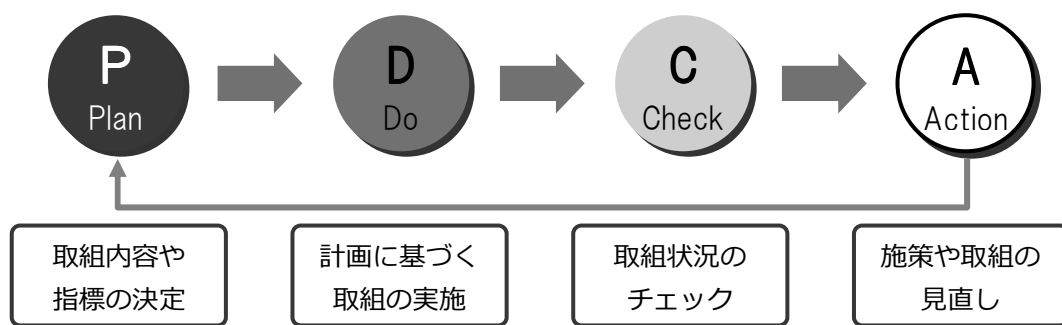 P
Plan
D
Do
C
Check
A
Action
取組内容や
指標の決定
計画に基づく
取組の実施
取組状況の
チェック
施策や取組の
見直し